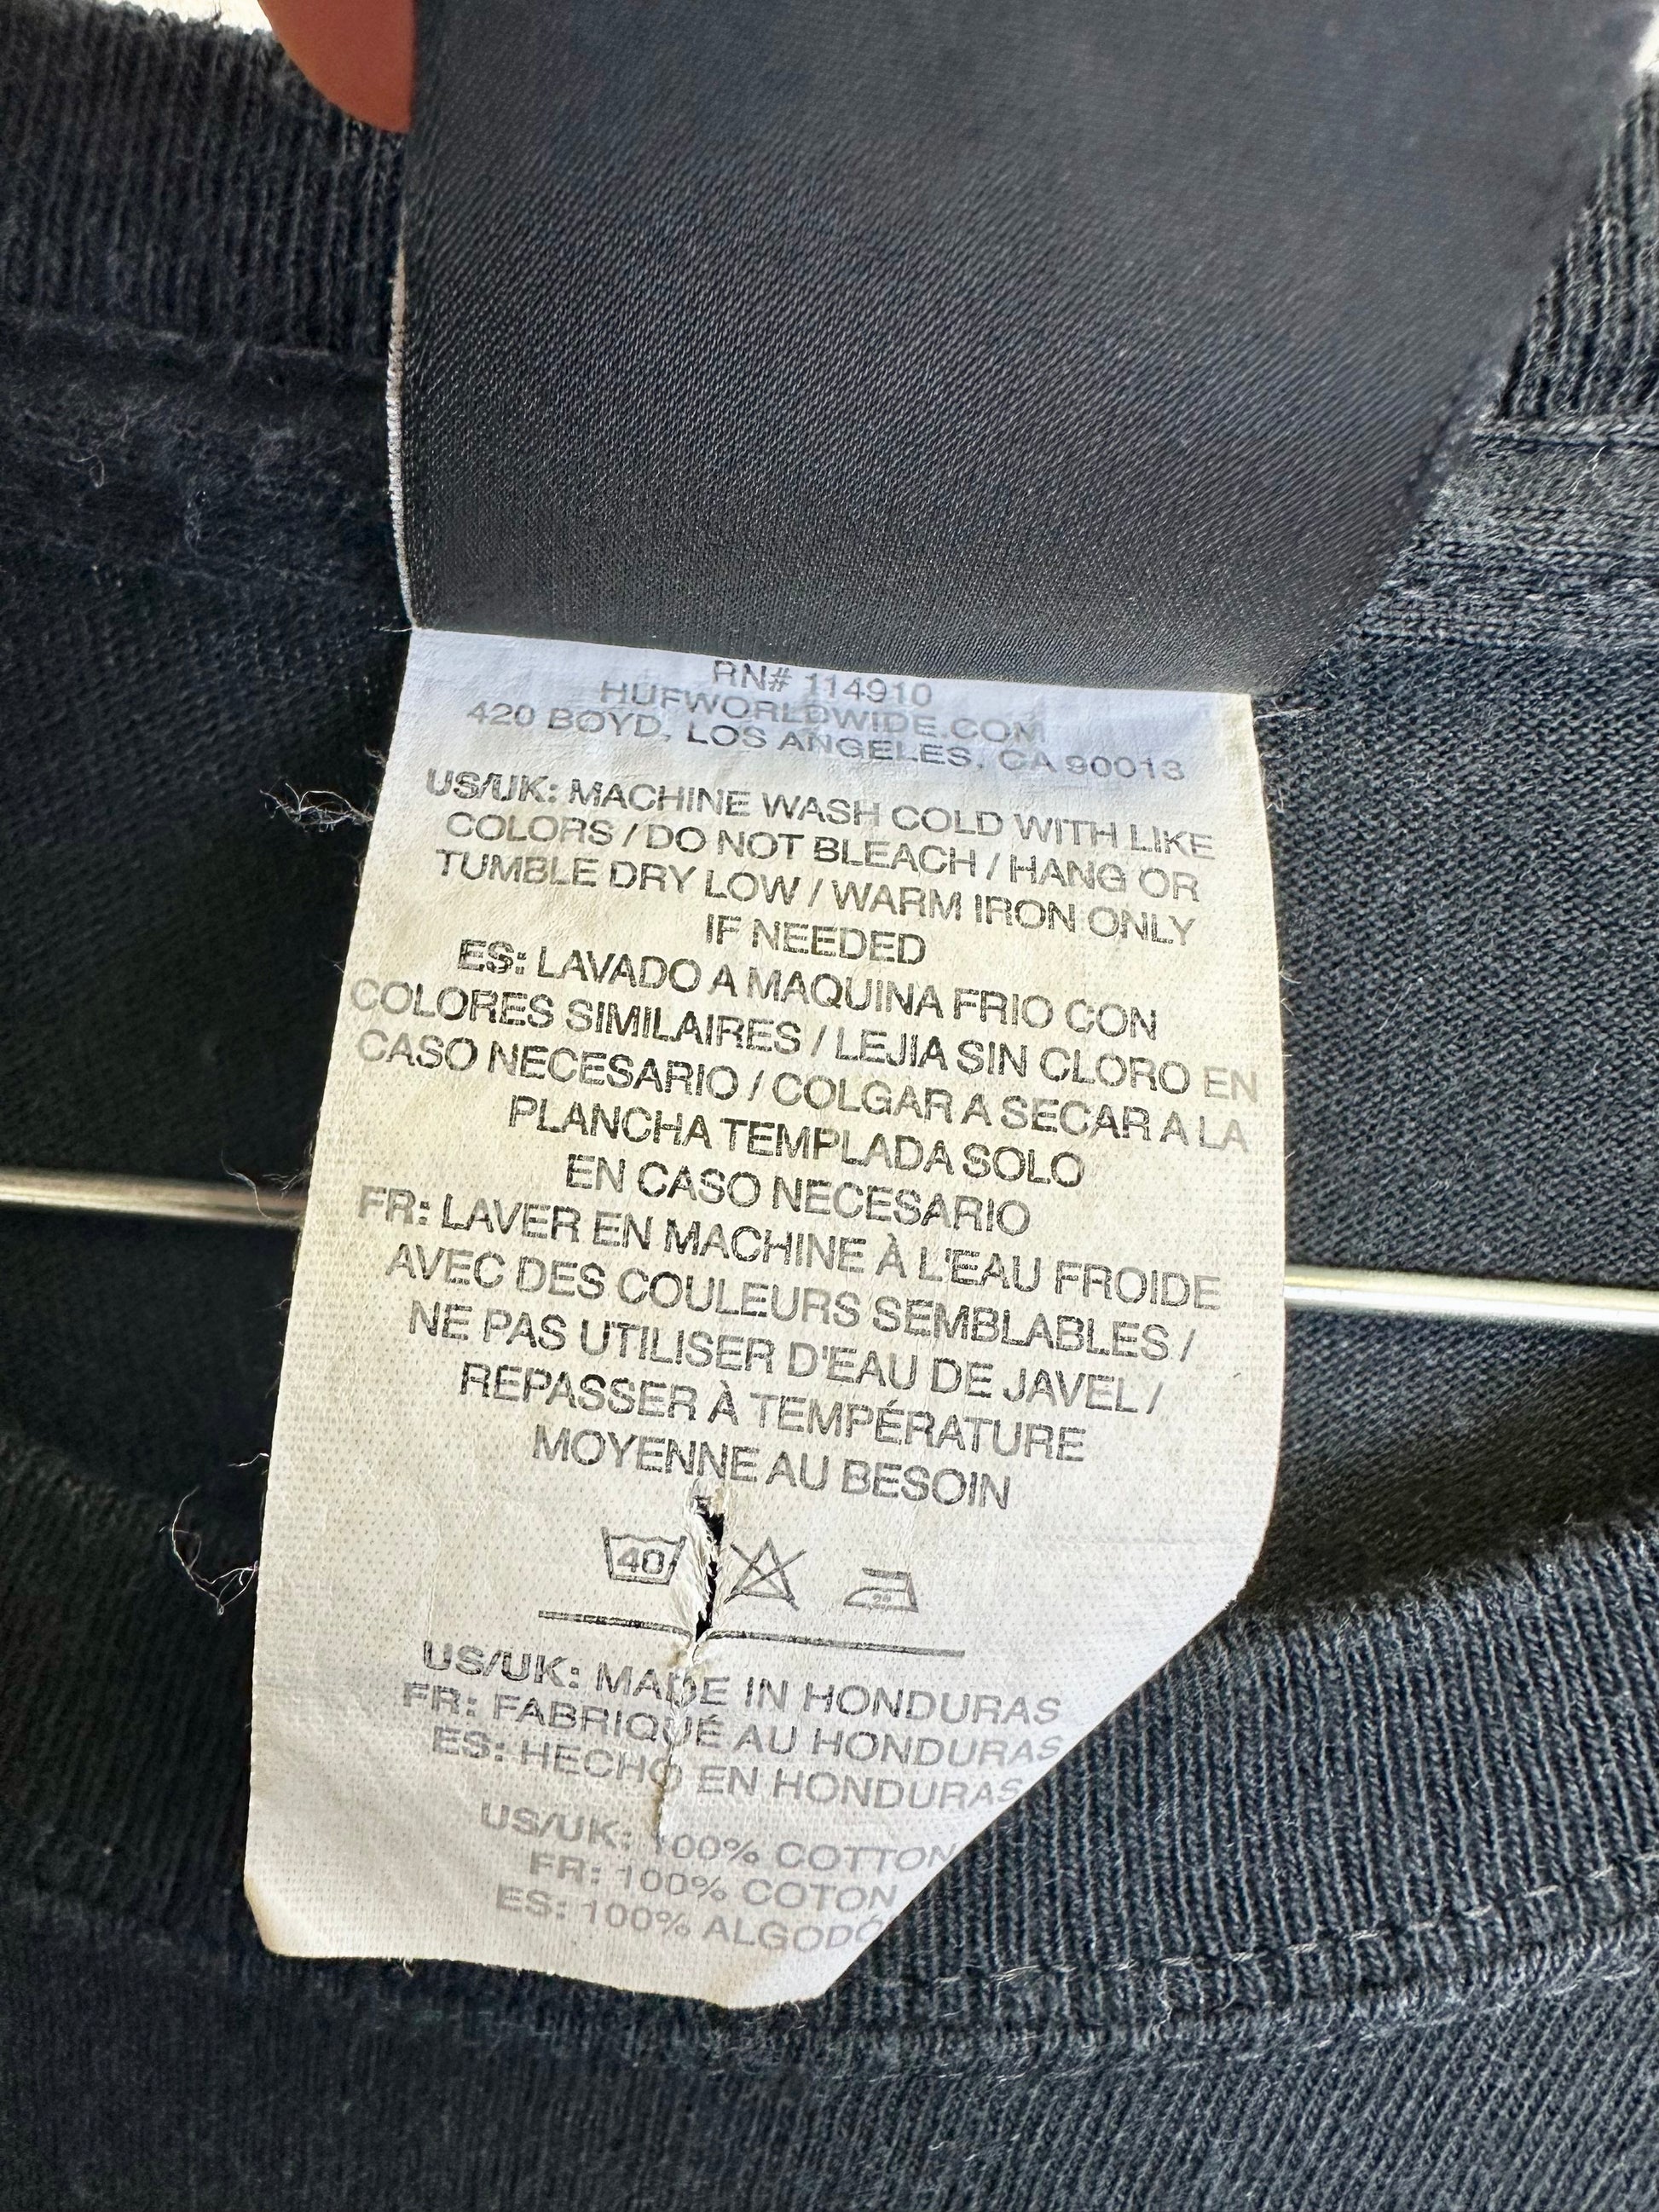 RN# 114910
HUFWORLDWIDE.COM
420 BOYD, LOS ANGELES, CA 90013
US/UK: MACHINE WASH COLD WITH LIKE
COLORS / DO NOT BLEACH / HANG OR
TUMBLE DRY LOW / WARM IRON ONLY
IF NEEDED
ES: LAVADO A MAQUINA FRIO CON
COLORES SIMILAIRES / LEJIA SIN CLORO EN
CASO NECESARIO / COLGAR A SECAR A LA
PLANCHA TEMPLADA SOLO
EN CASO NECESARIO
FR: LAVER EN MACHINE À L'EAU FROIDE
AVEC DES COULEURS SEMBLABLES /
NE PAS UTILISER D'EAU DE JAVEL /
REPASSER À TEMPÉRATURE
MOYENNE AU BESOIN
40
US/UK: MADE IN HONDURAS
FR: FABRIQUÉ AU HONDURAS
ES: HECHO EN HONDURAS
US/UK: 100% COTTON
FR: 100% COTON
ES: 100% ALGODÓ